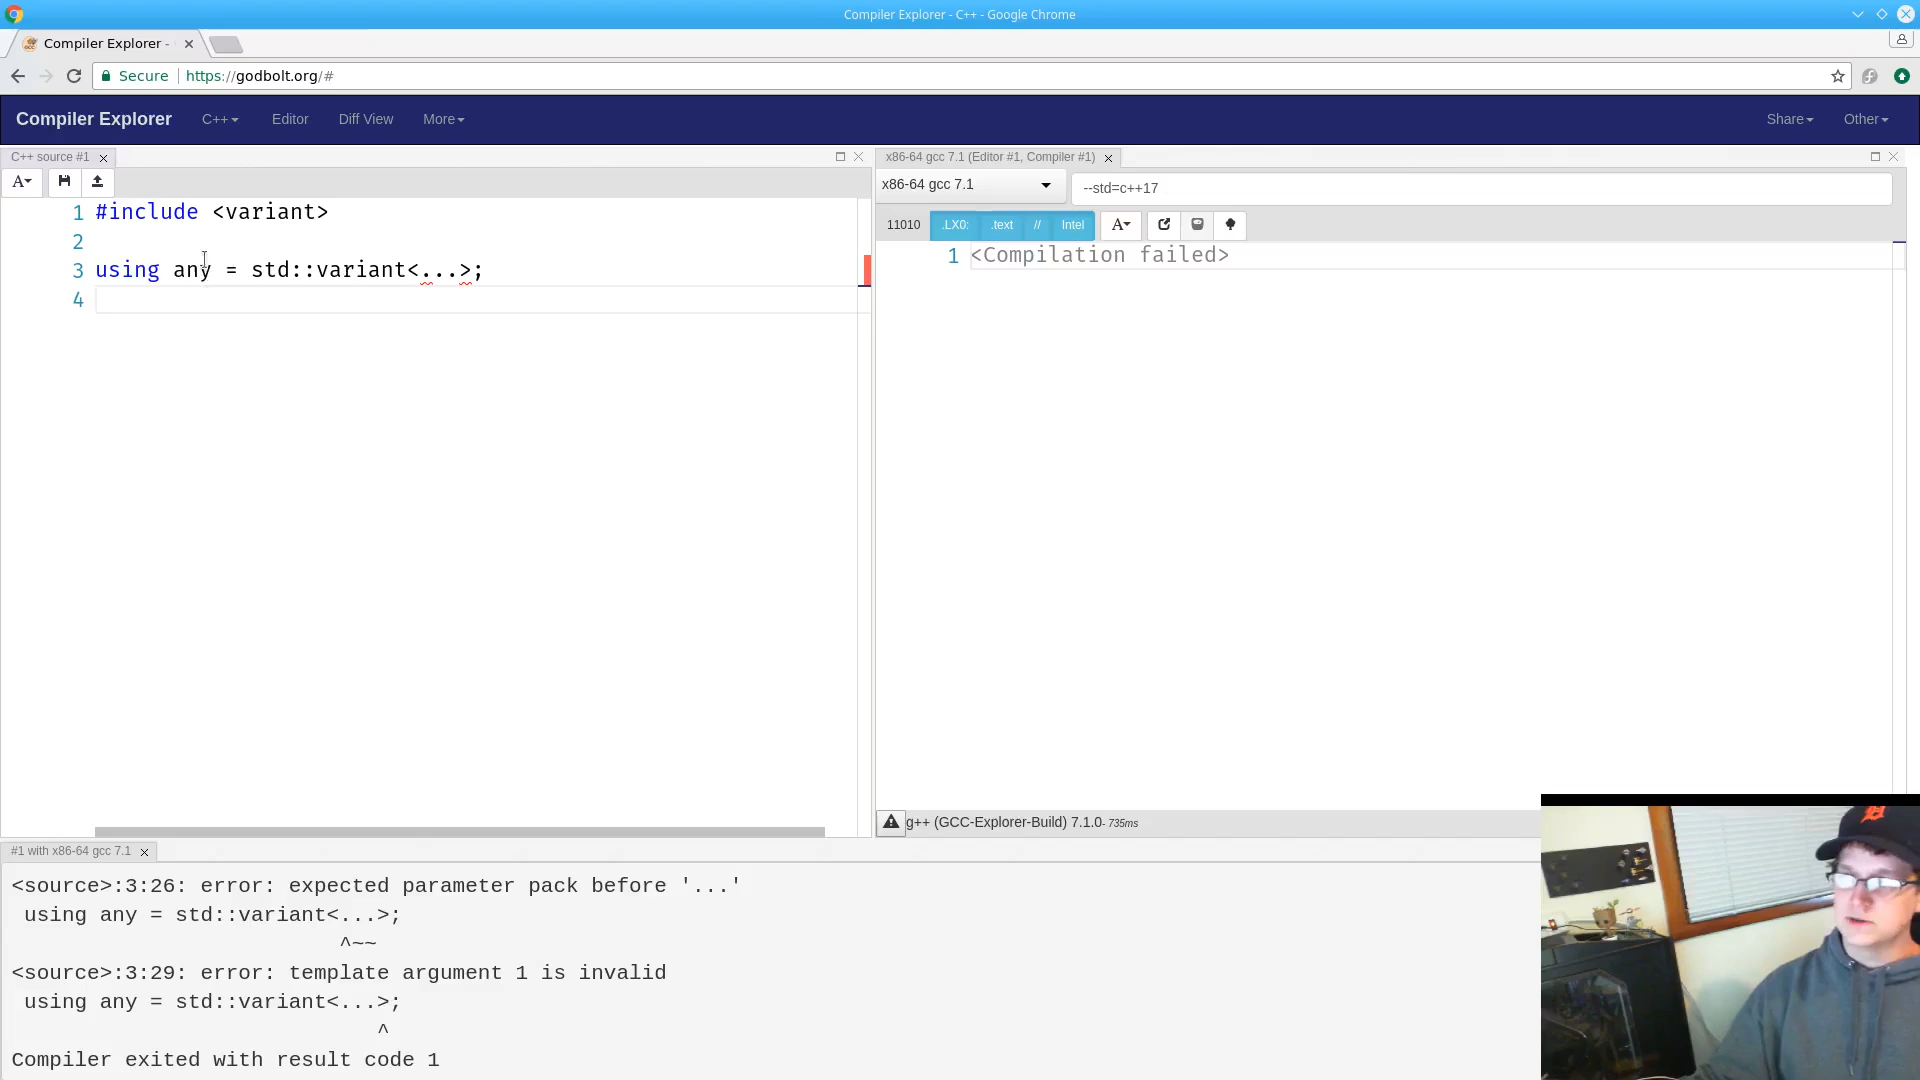 Compiler Explorer - C++ - Google Chrome
Compiler Explorer -
Secure https://godbolt.org/#
Compiler Explorer C++ Editor Diff View More Share Other
C++ source #1
A
1 #include <variant>
2
3 using any = std::variant<...>;
4
x86-64 gcc 7.1 (Editor #1, Compiler #1)
x86-64 gcc 7.1 --std=c++17
11010 .LX0: .text // Intel A
1 <Compilation failed>
g++ (GCC-Explorer-Build) 7.1.0 - 735ms
#1 with x86-64 gcc 7.1
<source>:3:26: error: expected parameter pack before '...'
using any = std::variant<...>;
^~~
<source>:3:29: error: template argument 1 is invalid
using any = std::variant<...>;
^
Compiler exited with result code 1